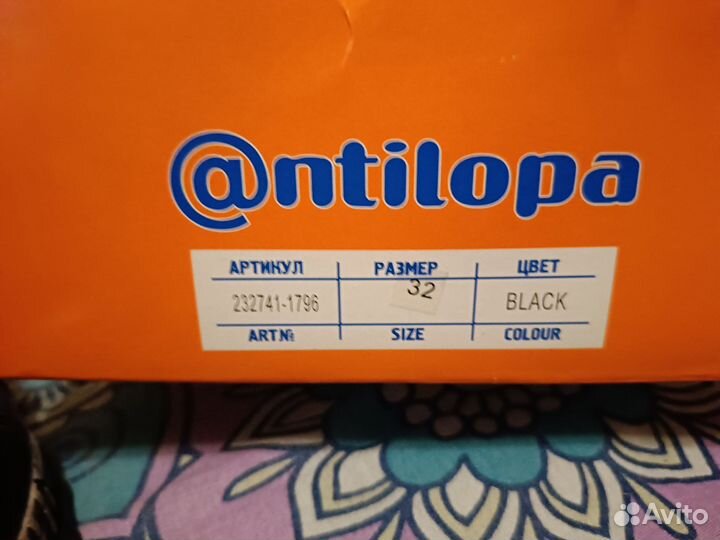 @ntilopa
АРТИКУЛ РАЗМЕР ЦВЕТ
232741-1796 32 BLACK
ART№ SIZE COLOUR
Avito